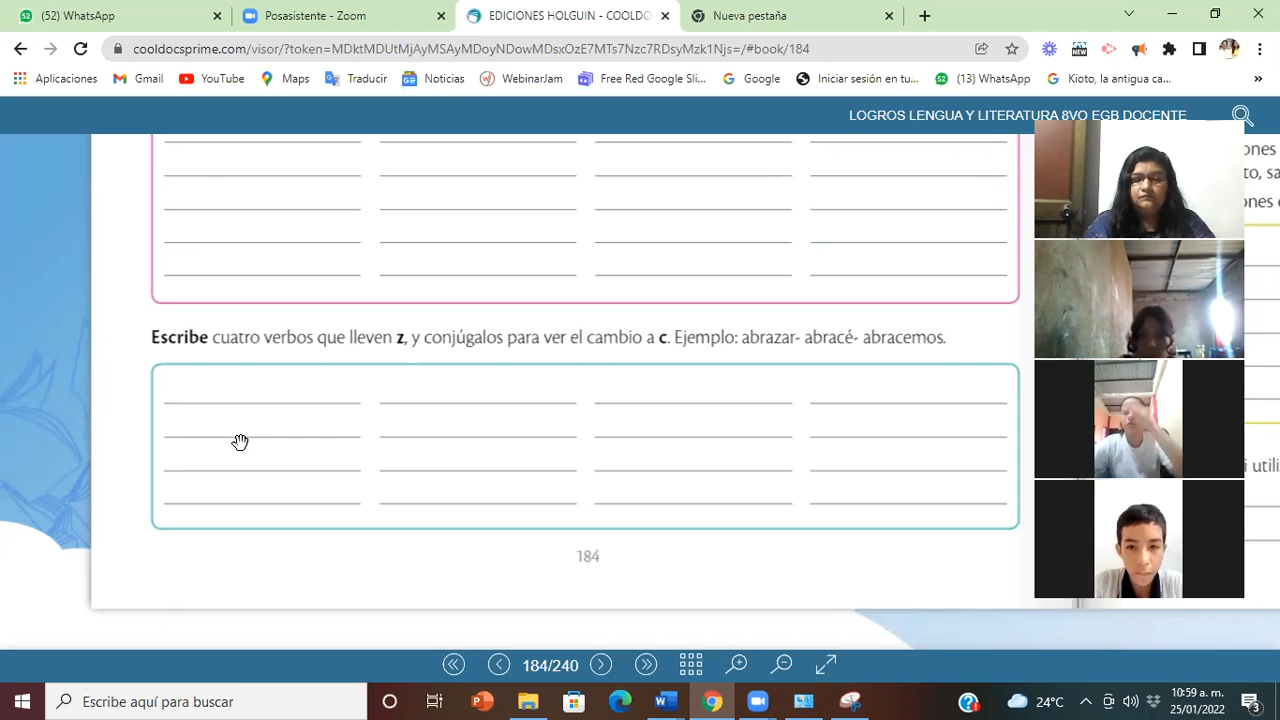 (52) WhatsApp
Posasistente - Zoom
EDICIONES HOLGUIN - COOLDO
Nueva pestaña
cooldocsprime.com/visor/?token=MDktMDUtMjAyMSAyMDoyNDowMDsxOzE7MTs7Nzc7RDsyMzk1Njs=/#book/184
Aplicaciones
Gmail
YouTube
Maps
Traducir
Noticias
WebinarJam
Free Red Google Sli...
Google
Iniciar sesión en tu...
(13) WhatsApp
Kioto, la antigua ca...
»
LOGROS LENGUA Y LITERATURA 8VO EGB DOCENTE
Escribe cuatro verbos que lleven z, y conjúgalos para ver el cambio a c. Ejemplo: abrazar- abracé- abracemos.
184
184/240
Escribe aquí para buscar
24°C
10:59 a. m.
25/01/2022
3